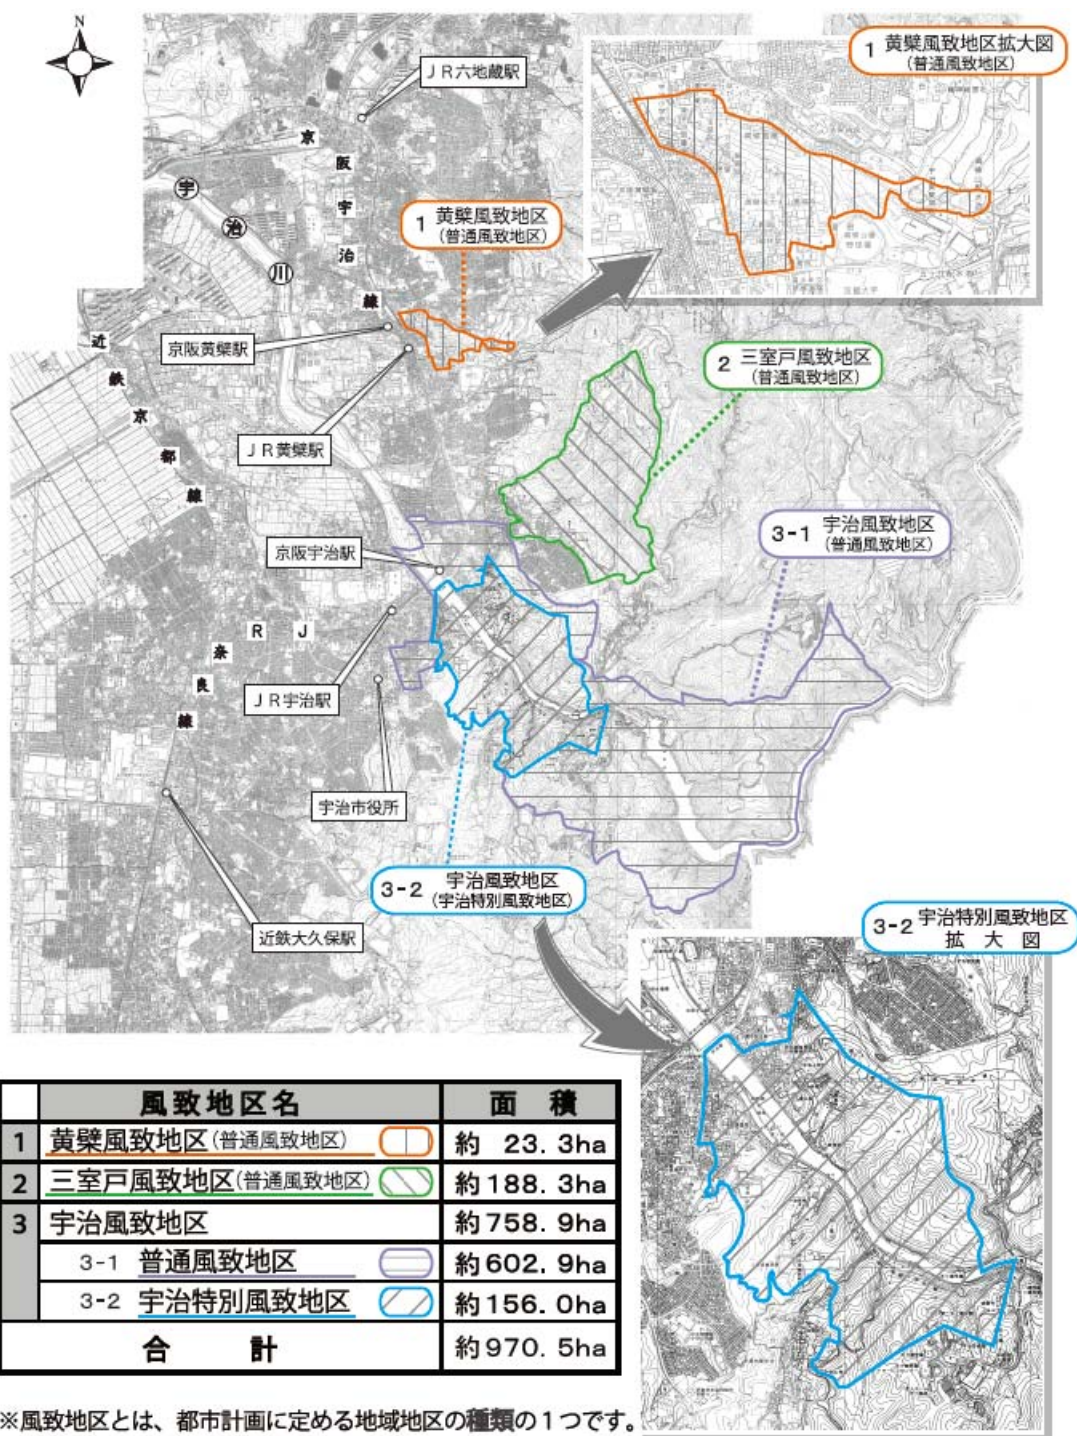 N
JR六地蔵駅
京阪宇治線
宇治川
1 黄檗風致地区
(普通風致地区)
1 黄檗風致地区拡大図
(普通風致地区)
京阪黄檗駅
近鉄京都線
JR黄檗駅
2 三室戸風致地区
(普通風致地区)
3-1 宇治風致地区
(普通風致地区)
京阪宇治駅
JR奈良線
JR宇治駅
宇治市役所
3-2 宇治風致地区
(宇治特別風致地区)
近鉄大久保駅
3-2 宇治特別風致地区
拡大図
風致地区名 面積
1 黄檗風致地区(普通風致地区) 約 23.3ha
2 三室戸風致地区(普通風致地区) 約188.3ha
3 宇治風致地区 約758.9ha
3-1 普通風致地区 約602.9ha
3-2 宇治特別風致地区 約156.0ha
合計 約970.5ha
※風致地区とは、都市計画に定める地域地区の種類の1つです。